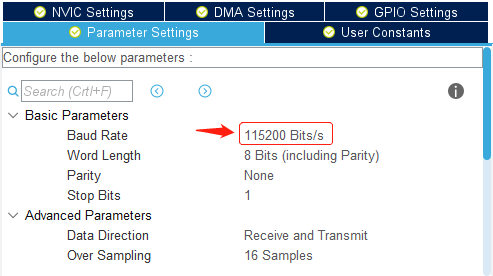 NVIC Settings DMA Settings GPIO Settings
Parameter Settings User Constants
Configure the below parameters :
Search (Crtl+F) i
Basic Parameters
Baud Rate 115200 Bits/s
Word Length 8 Bits (including Parity)
Parity None
Stop Bits 1
Advanced Parameters
Data Direction Receive and Transmit
Over Sampling 16 Samples